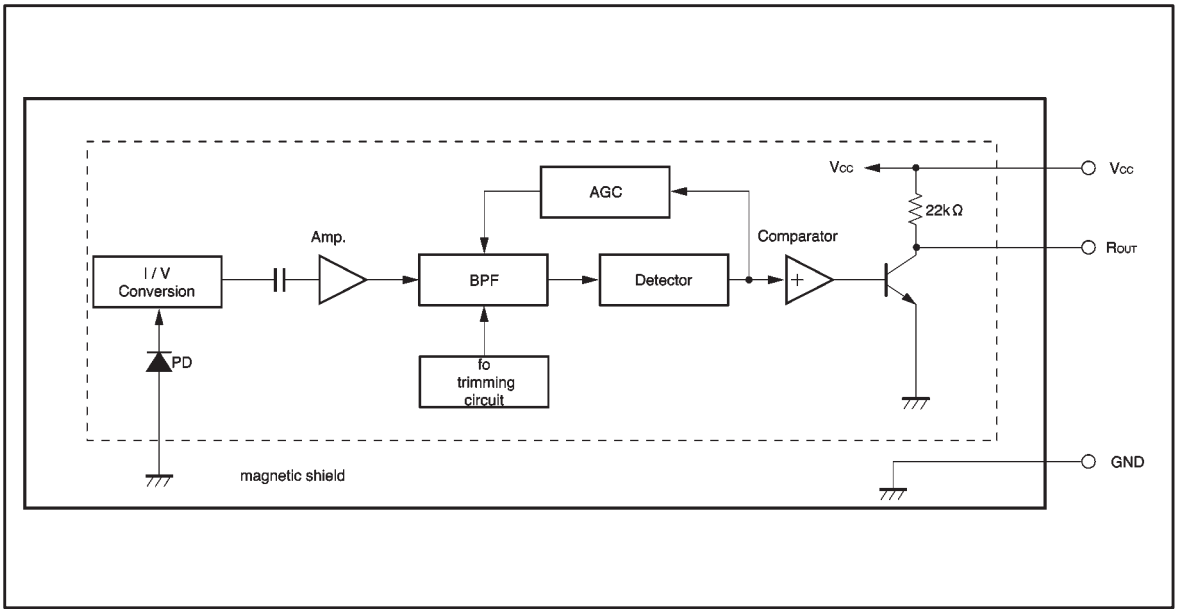 AGC
Vcc
Vcc
22kΩ
Amp.
Comparator
ROUT
I / V
Conversion
BPF
Detector
+
PD
fo
trimming
circuit
magnetic shield
GND